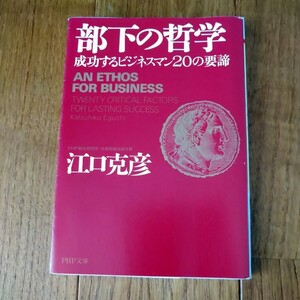 部下の哲学
成功するビジネスマン20の要諦
AN ETHOS
FOR BUSINESS
TWENTY CRITICAL FACTORS
FOR LASTING SUCCESS
Katsuhiko Eguchi
江口克彦
PHP文庫